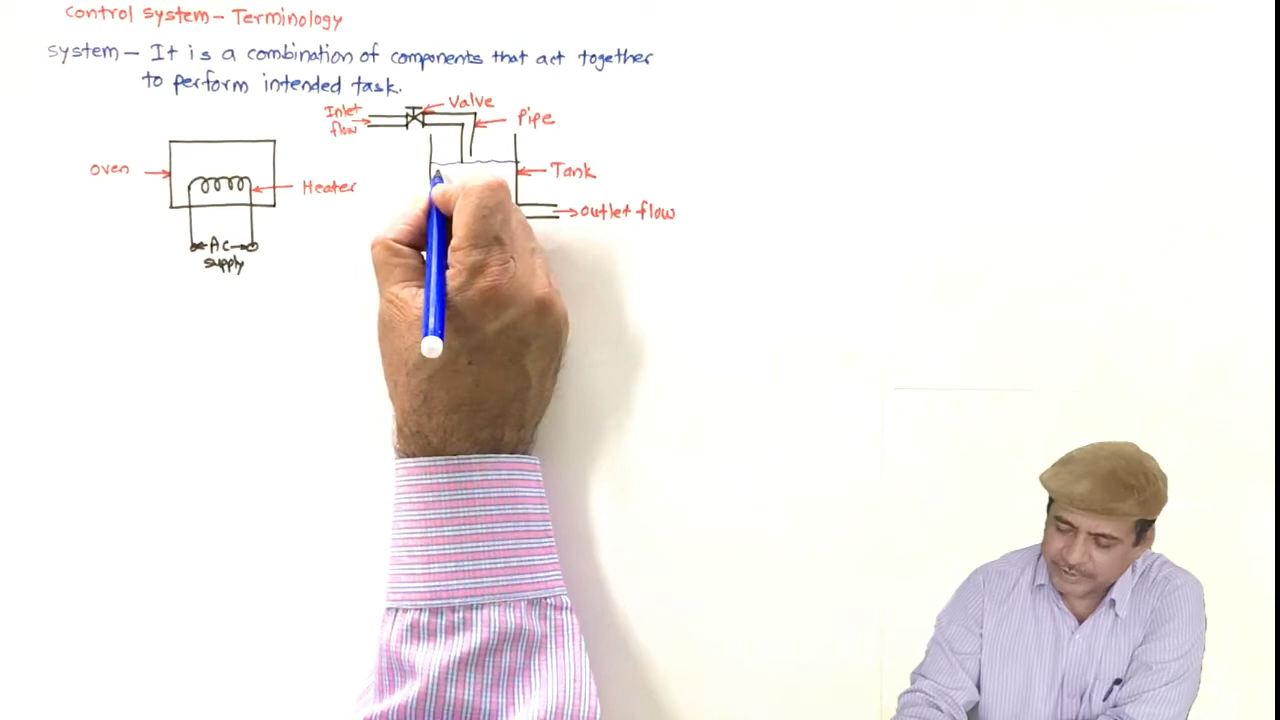 Control system - Terminology
system - It is a combination of components that act together
to perform intended task.
Inlet
flow
Valve
Pipe
Oven
Heater
Tank
outlet flow
AC
supply